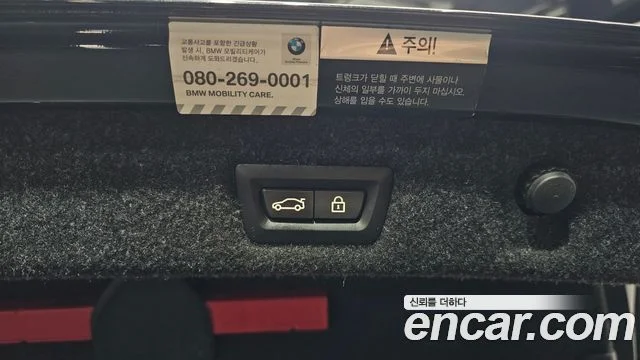 교통사고를 포함한 긴급상황
발생 시, BMW 모빌리티케어가
신속하게 도와드리겠습니다.
080-269-0001
BMW MOBILITY CARE.
주의!
트렁크가 닫힐 때 주변에 사물이나
신체의 일부를 가까이 두지 마십시오.
상해를 입을 수도 있습니다.
신뢰를 더하다
encar.com